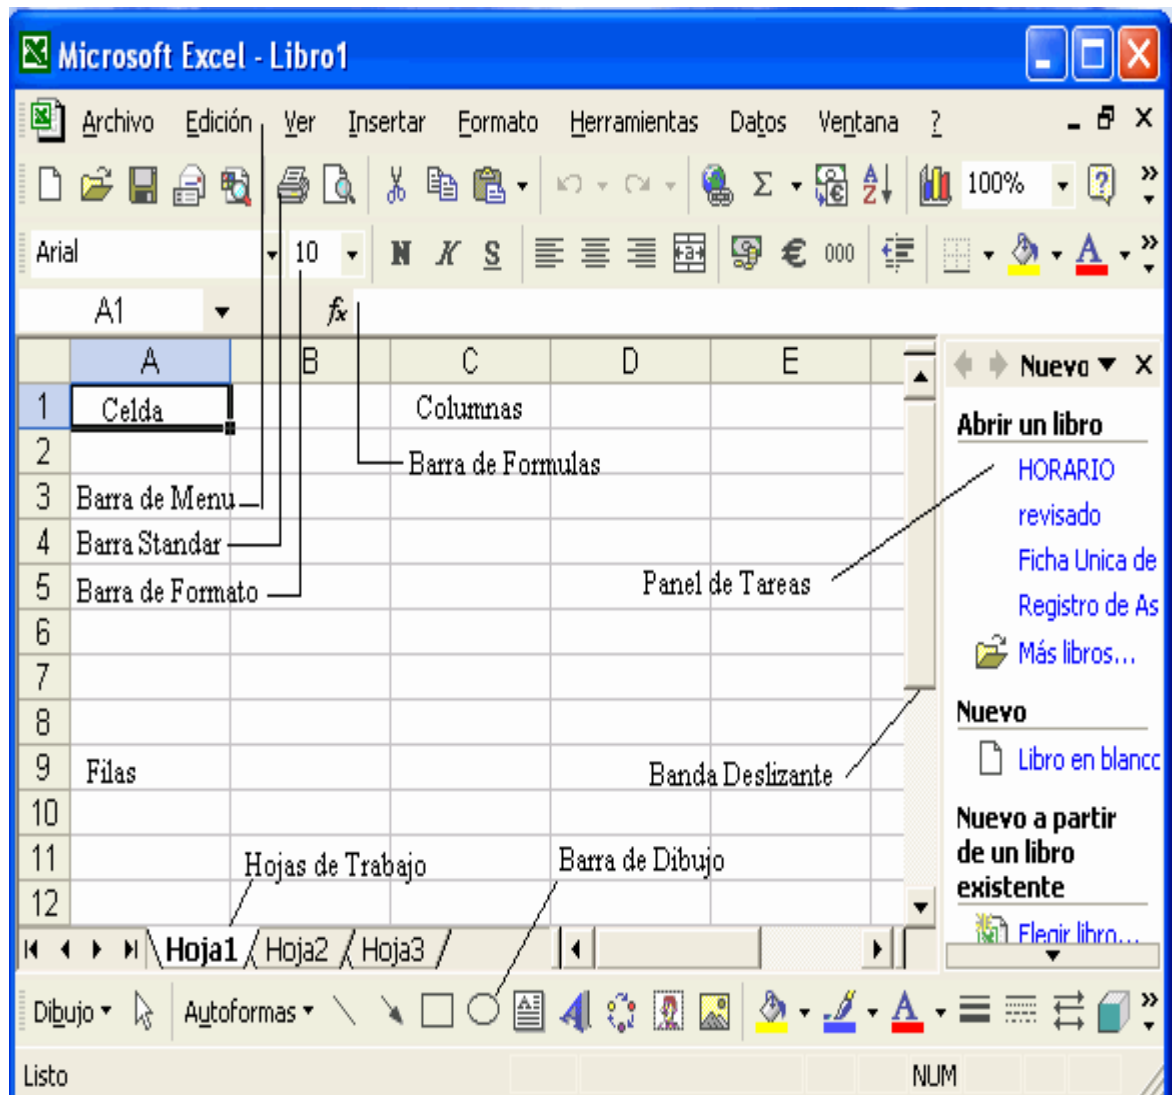 Microsoft Excel - Libro1
Archivo Edición Ver Insertar Formato Herramientas Datos Ventana ?
100%
Arial 10 N K S € 000
A1 fx
A B C D E
1 Celda Columnas
2 Barra de Formulas
3 Barra de Menu
4 Barra Standar
5 Barra de Formato Panel de Tareas
6
7
8
9 Filas Banda Deslizante
10
11 Hojas de Trabajo Barra de Dibujo
12
Nuevo
Abrir un libro
HORARIO
revisado
Ficha Unica de
Registro de As
Más libros...
Nuevo
Libro en blanco
Nuevo a partir
de un libro
existente
Elegir libro...
Hoja1 Hoja2 Hoja3
Dibujo Autoformas
Listo NUM